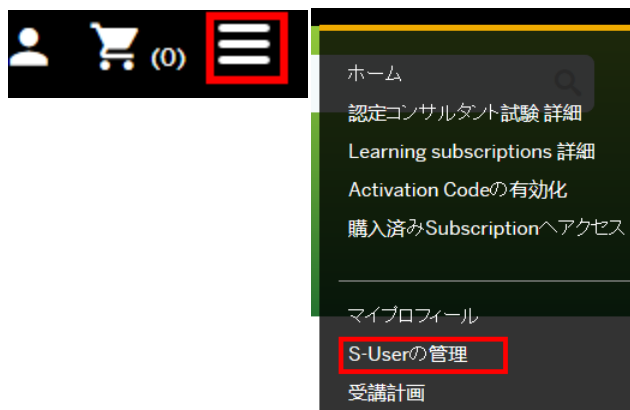 (0)
ホーム
認定コンサルタント試験 詳細
Learning subscriptions 詳細
Activation Codeの有効化
購入済みSubscriptionへアクセス
マイプロフィール
S-Userの管理
受講計画